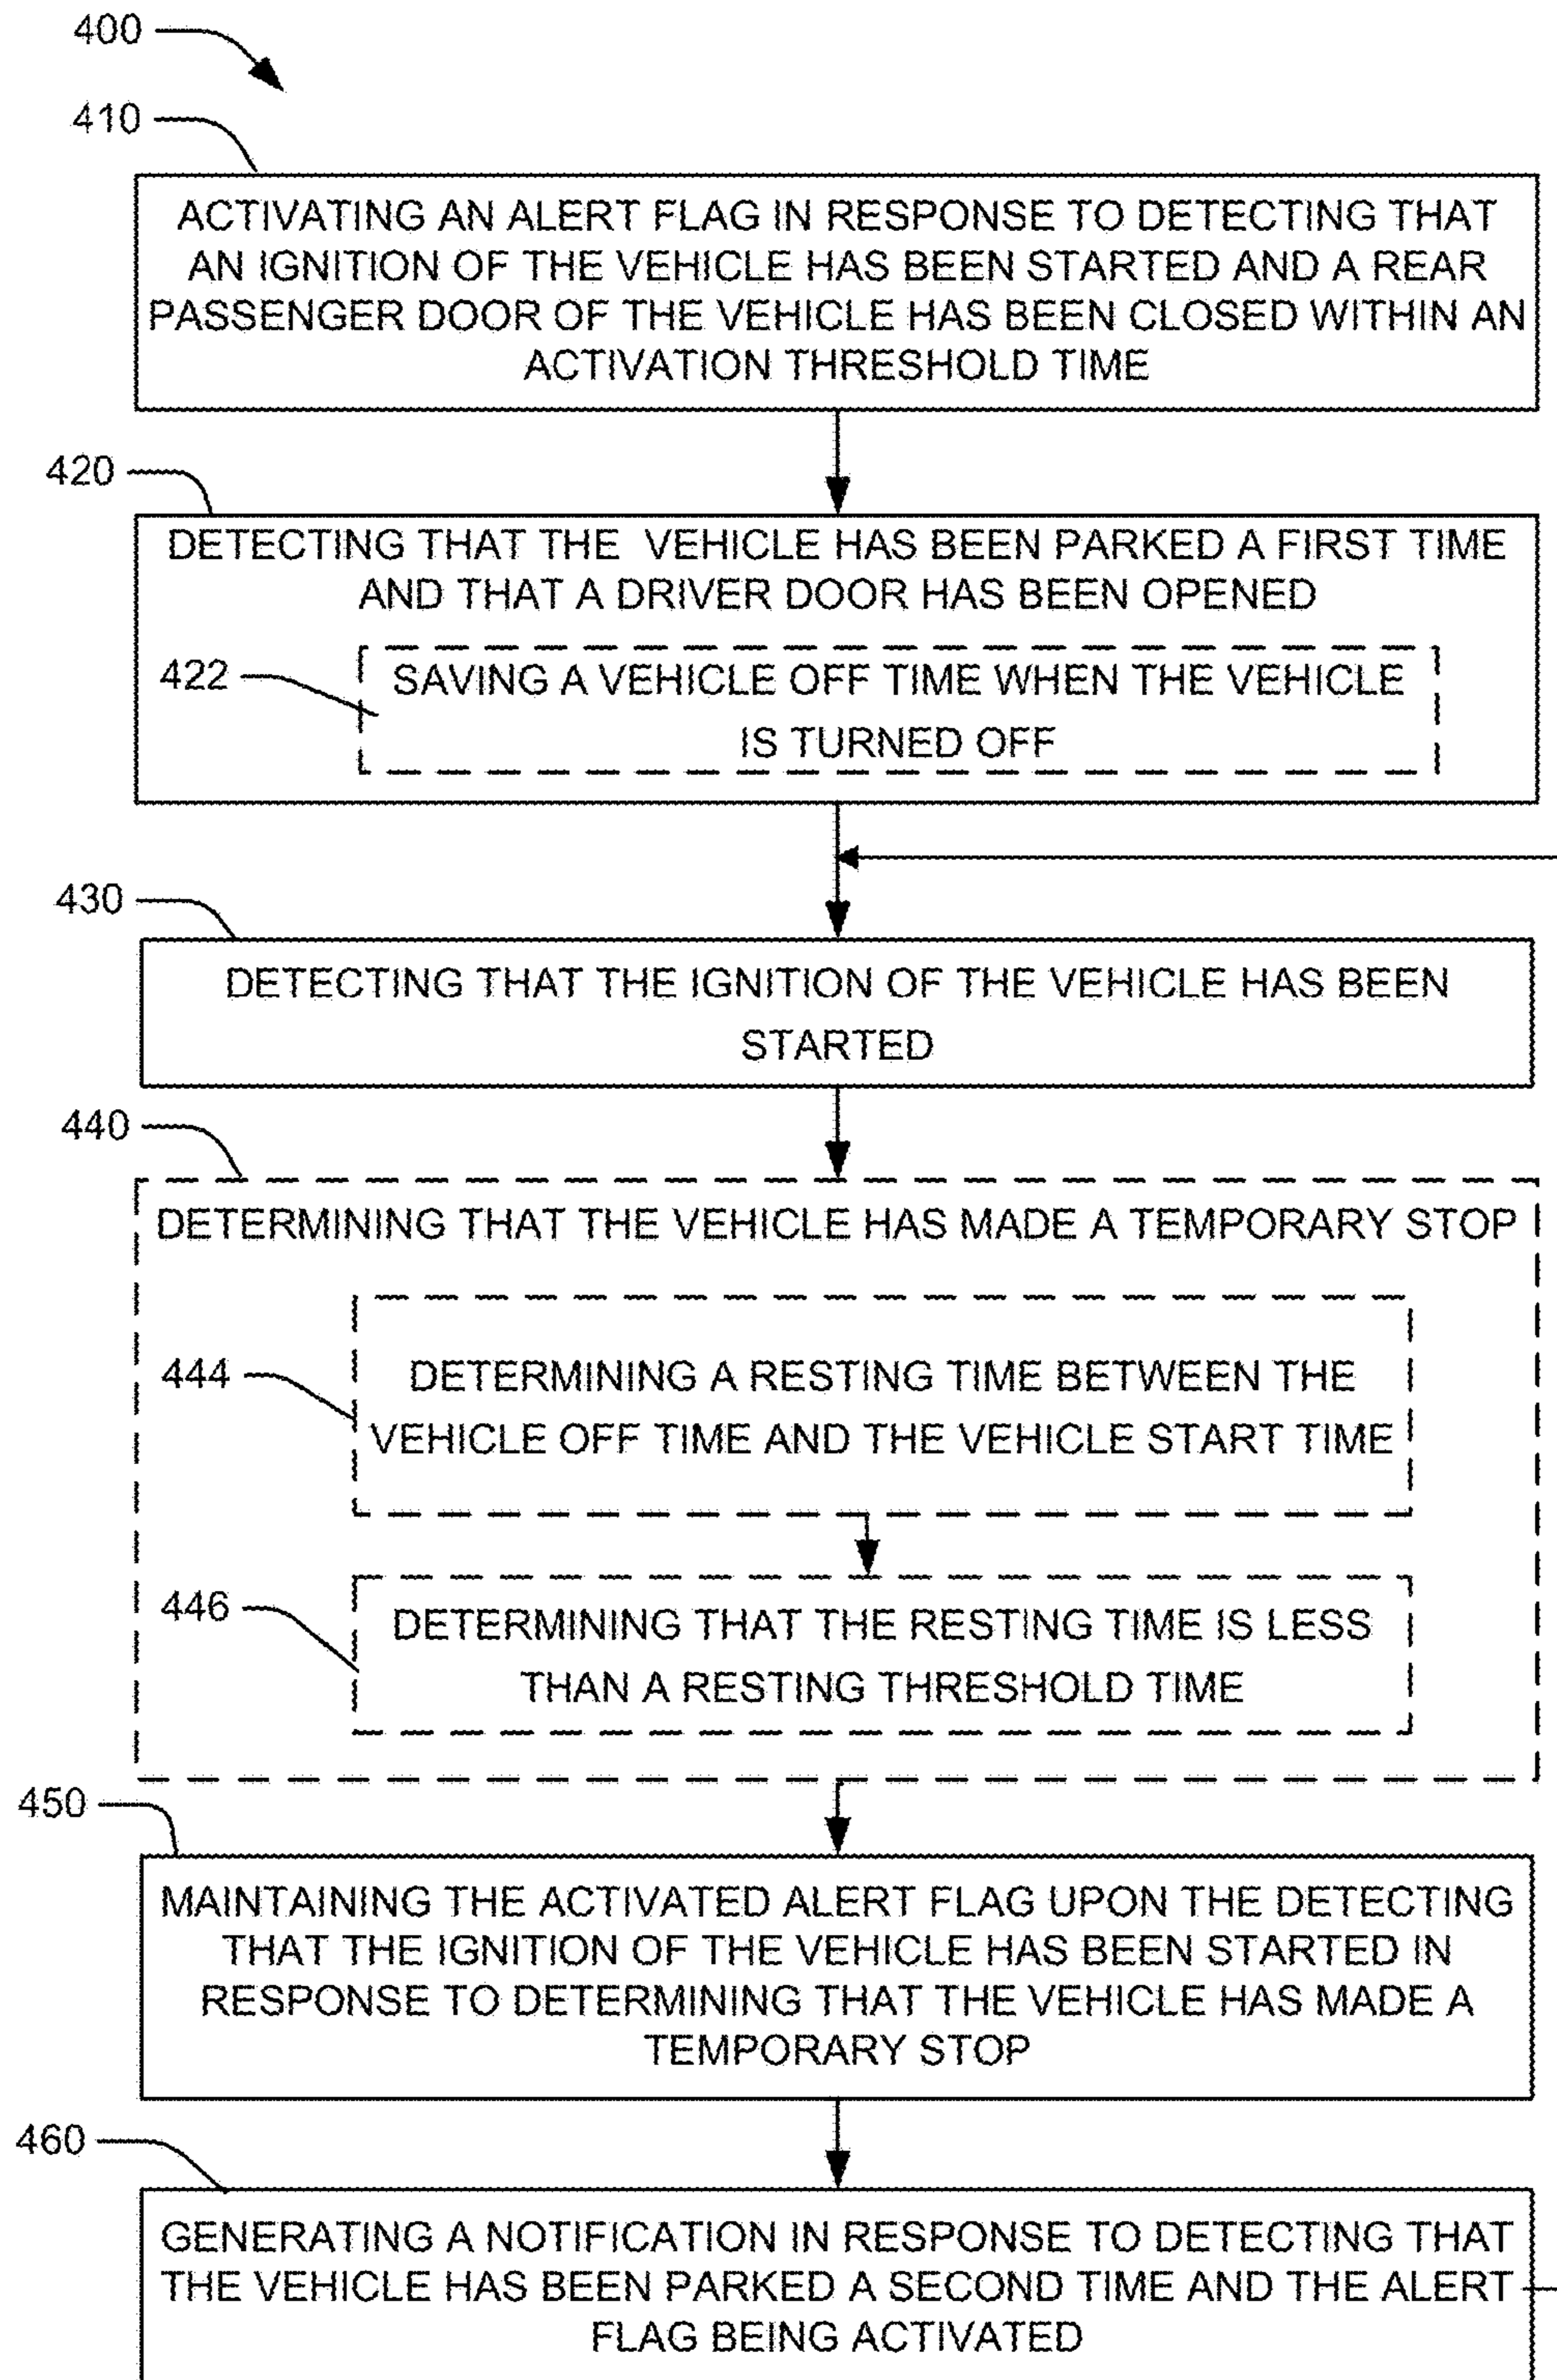 400
410
ACTIVATING AN ALERT FLAG IN RESPONSE TO DETECTING THAT
AN IGNITION OF THE VEHICLE HAS BEEN STARTED AND A REAR
PASSENGER DOOR OF THE VEHICLE HAS BEEN CLOSED WITHIN AN
ACTIVATION THRESHOLD TIME
420
DETECTING THAT THE VEHICLE HAS BEEN PARKED A FIRST TIME
AND THAT A DRIVER DOOR HAS BEEN OPENED
422
SAVING A VEHICLE OFF TIME WHEN THE VEHICLE
IS TURNED OFF
430
DETECTING THAT THE IGNITION OF THE VEHICLE HAS BEEN
STARTED
440
DETERMINING THAT THE VEHICLE HAS MADE A TEMPORARY STOP
444
DETERMINING A RESTING TIME BETWEEN THE
VEHICLE OFF TIME AND THE VEHICLE START TIME
446
DETERMINING THAT THE RESTING TIME IS LESS
THAN A RESTING THRESHOLD TIME
450
MAINTAINING THE ACTIVATED ALERT FLAG UPON THE DETECTING
THAT THE IGNITION OF THE VEHICLE HAS BEEN STARTED IN
RESPONSE TO DETERMINING THAT THE VEHICLE HAS MADE A
TEMPORARY STOP
460
GENERATING A NOTIFICATION IN RESPONSE TO DETECTING THAT
THE VEHICLE HAS BEEN PARKED A SECOND TIME AND THE ALERT
FLAG BEING ACTIVATED